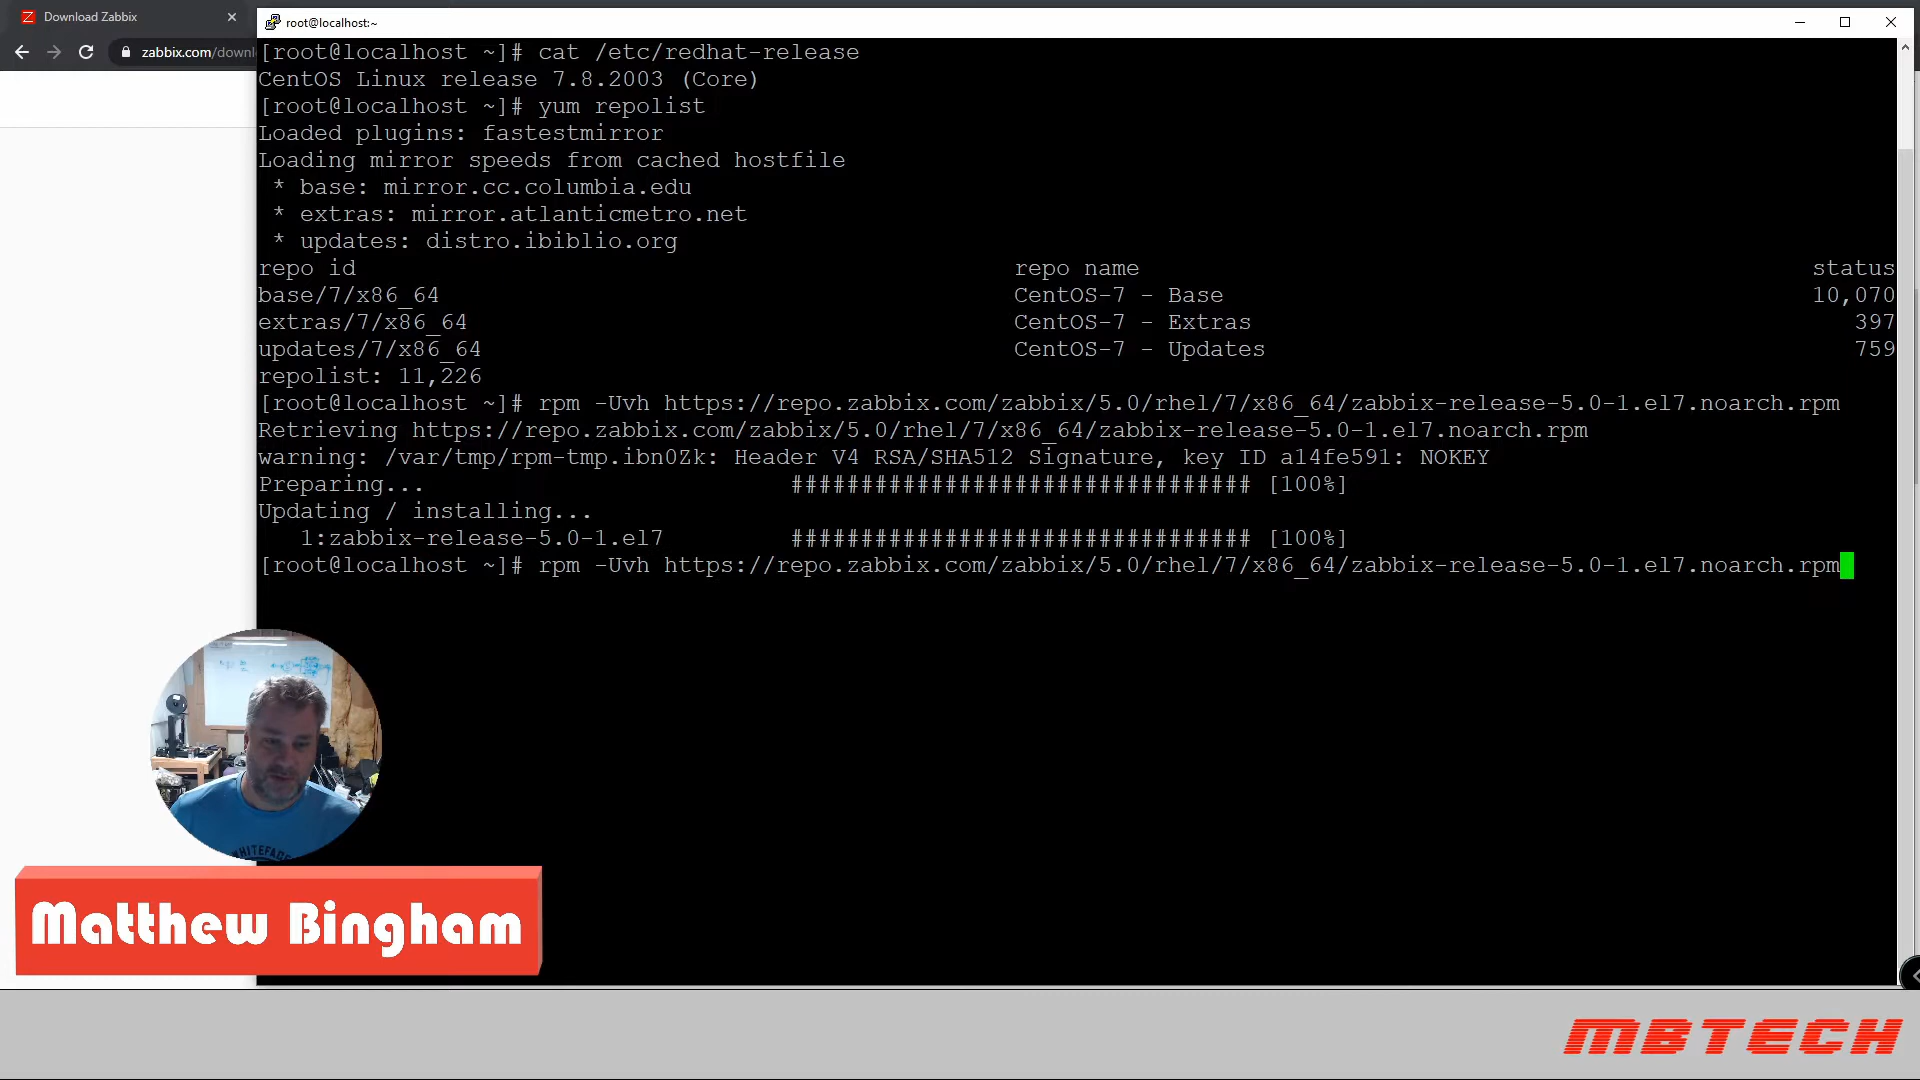 Download Zabbix
zabbix.com/downl
root@localhost:~
[root@localhost ~]# cat /etc/redhat-release
CentOS Linux release 7.8.2003 (Core)
[root@localhost ~]# yum repolist
Loaded plugins: fastestmirror
Loading mirror speeds from cached hostfile
 * base: mirror.cc.columbia.edu
 * extras: mirror.atlanticmetro.net
 * updates: distro.ibiblio.org
repo id repo name status
base/7/x86_64 CentOS-7 - Base 10,070
extras/7/x86_64 CentOS-7 - Extras 397
updates/7/x86_64 CentOS-7 - Updates 759
repolist: 11,226
[root@localhost ~]# rpm -Uvh https://repo.zabbix.com/zabbix/5.0/rhel/7/x86_64/zabbix-release-5.0-1.el7.noarch.rpm
Retrieving https://repo.zabbix.com/zabbix/5.0/rhel/7/x86_64/zabbix-release-5.0-1.el7.noarch.rpm
warning: /var/tmp/rpm-tmp.ibn0Zk: Header V4 RSA/SHA512 Signature, key ID a14fe591: NOKEY
Preparing... ################################# [100%]
Updating / installing...
   1:zabbix-release-5.0-1.el7 ################################# [100%]
[root@localhost ~]# rpm -Uvh https://repo.zabbix.com/zabbix/5.0/rhel/7/x86_64/zabbix-release-5.0-1.el7.noarch.rpm
WHITEFACE
Matthew Bingham
MBTECH